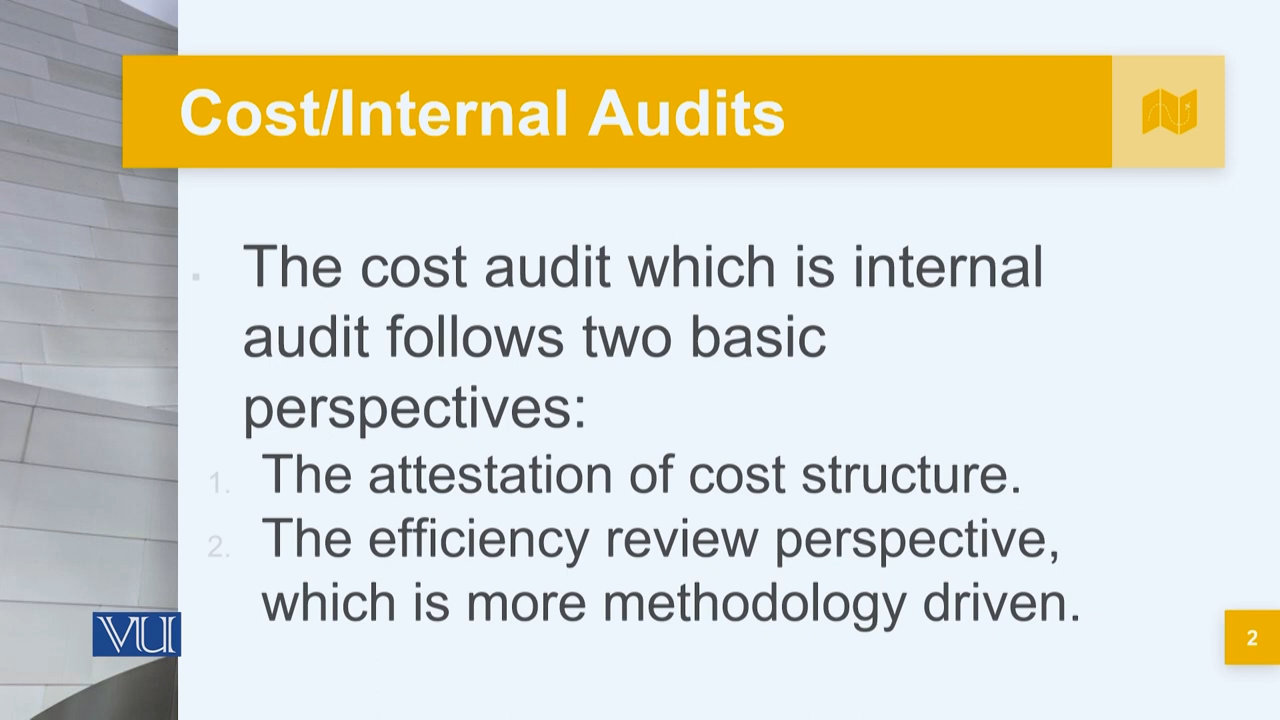 Cost/Internal Audits
▪ The cost audit which is internal
audit follows two basic
perspectives:
1. The attestation of cost structure.
2. The efficiency review perspective,
which is more methodology driven.
VU
2